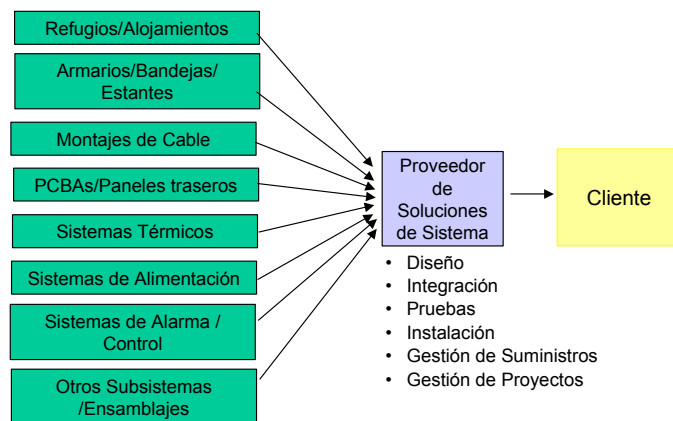 Refugios/Alojamientos
Armarios/Bandejas/
Estantes
Montajes de Cable
PCBAs/Paneles traseros
Sistemas Térmicos
Sistemas de Alimentación
Sistemas de Alarma /
Control
Otros Subsistemas
/Ensamblajes
Proveedor
de
Soluciones
de Sistema
• Diseño
• Integración
• Pruebas
• Instalación
• Gestión de Suministros
• Gestión de Proyectos
Cliente